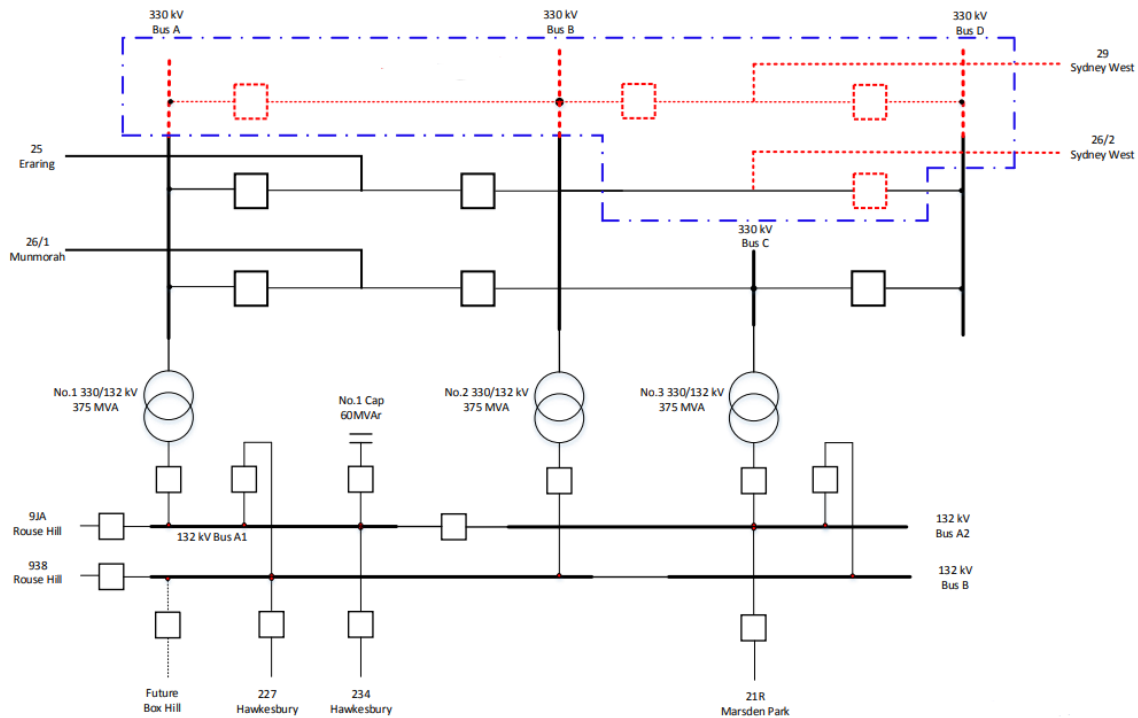 330 kV
Bus A
330 kV
Bus B
330 kV
Bus D
29
Sydney West
25
Eraring
26/2
Sydney West
26/1
Munmorah
330 kV
Bus C
No.1 330/132 kV
375 MVA
No.1 Cap
60MVAr
No.2 330/132 kV
375 MVA
No.3 330/132 kV
375 MVA
9JA
Rouse Hill
132 kV Bus A1
132 kV
Bus A2
938
Rouse Hill
132 kV
Bus B
Future
Box Hill
227
Hawkesbury
234
Hawkesbury
21R
Marsden Park